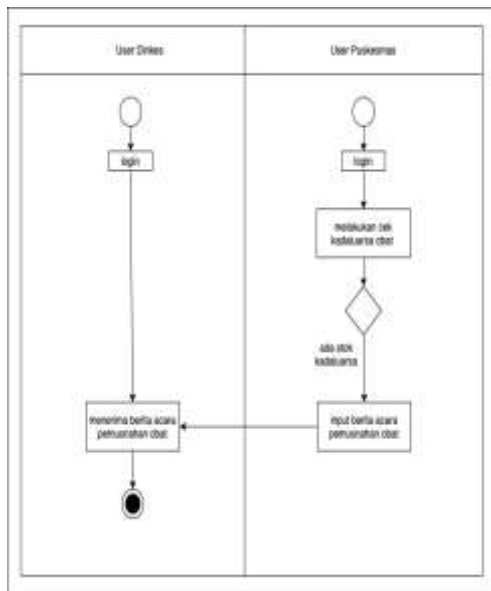 User Dinkes
User Puskesmas
login
login
melakukan cek
kadaluarsa obat
ada stok
kadaluarsa
menerima berita acara
pemusnahan obat
input berita acara
pemusnahan obat